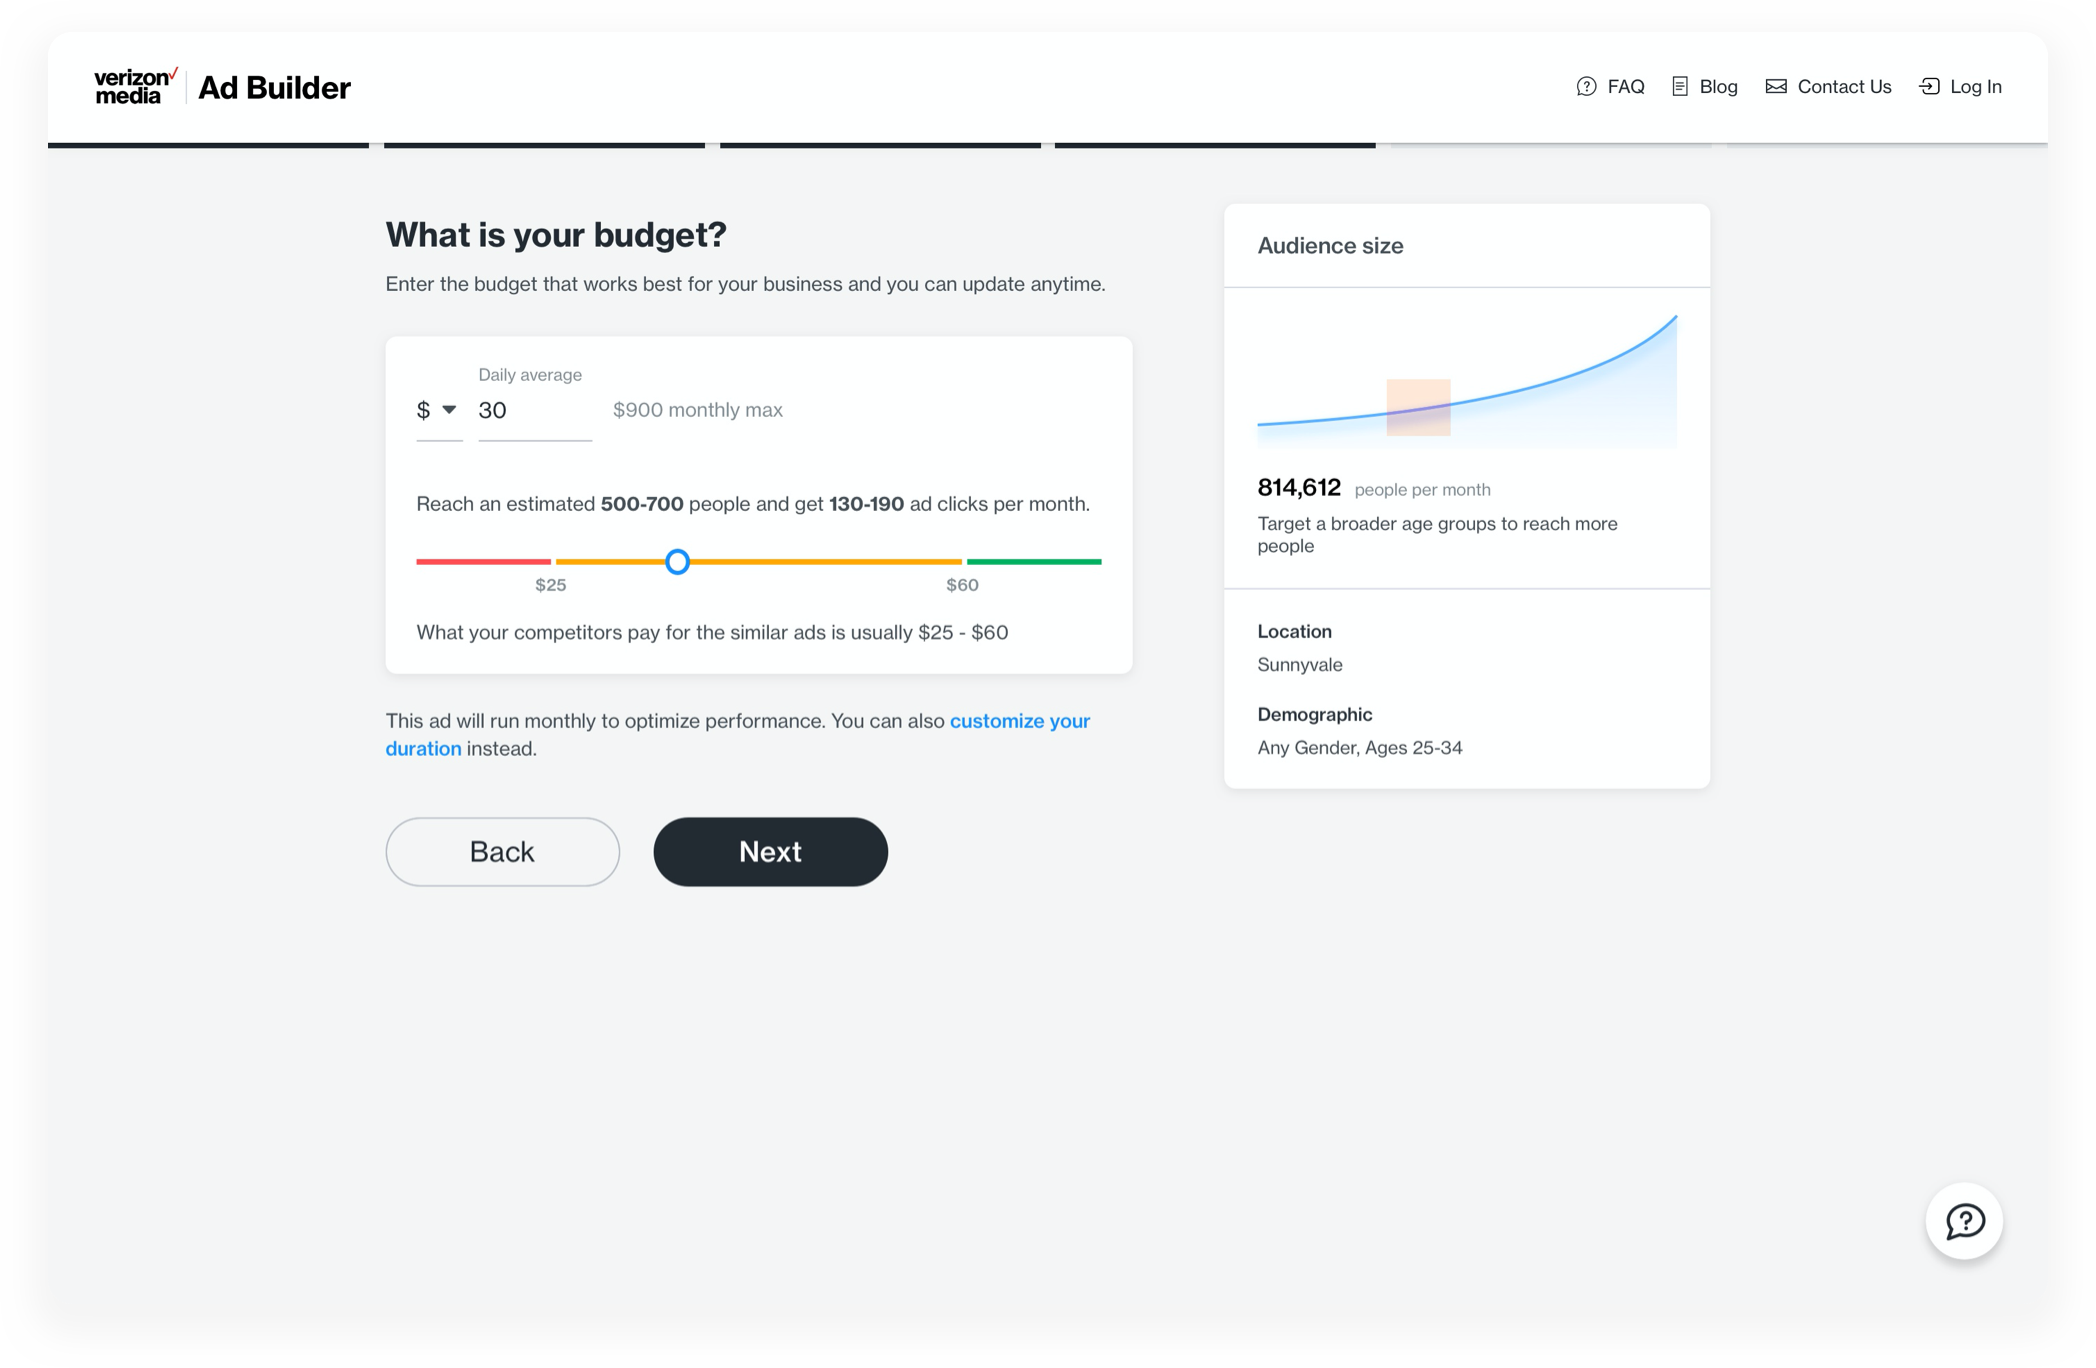 verizon✓
media
Ad Builder
FAQ
Blog
Contact Us
Log In
What is your budget?
Enter the budget that works best for your business and you can update anytime.
Daily average
$ 30 $900 monthly max
Reach an estimated 500-700 people and get 130-190 ad clicks per month.
$25 $60
What your competitors pay for the similar ads is usually $25 - $60
This ad will run monthly to optimize performance. You can also customize your
duration instead.
Back
Next
Audience size
814,612 people per month
Target a broader age groups to reach more
people
Location
Sunnyvale
Demographic
Any Gender, Ages 25-34